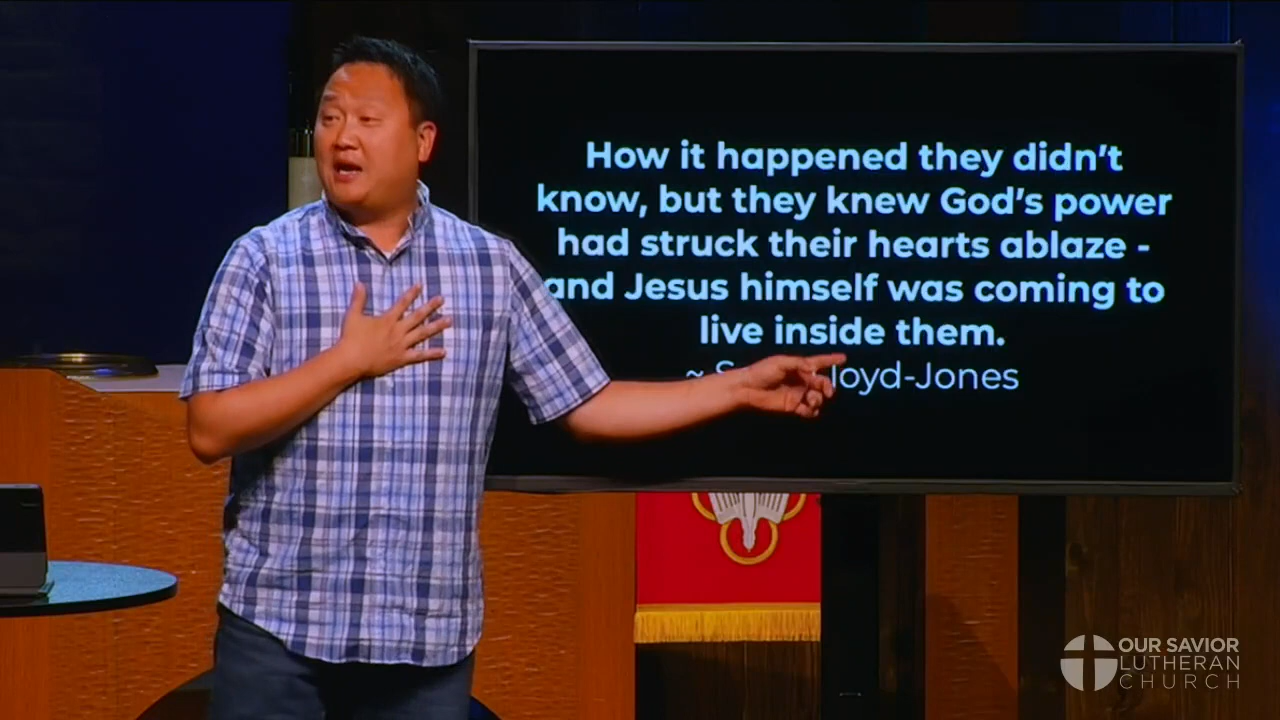 How it happened they didn't
know, but they knew God's power
had struck their hearts ablaze -
and Jesus himself was coming to
live inside them.
~ loyd-Jones
OUR SAVIOR
LUTHERAN
CHURCH